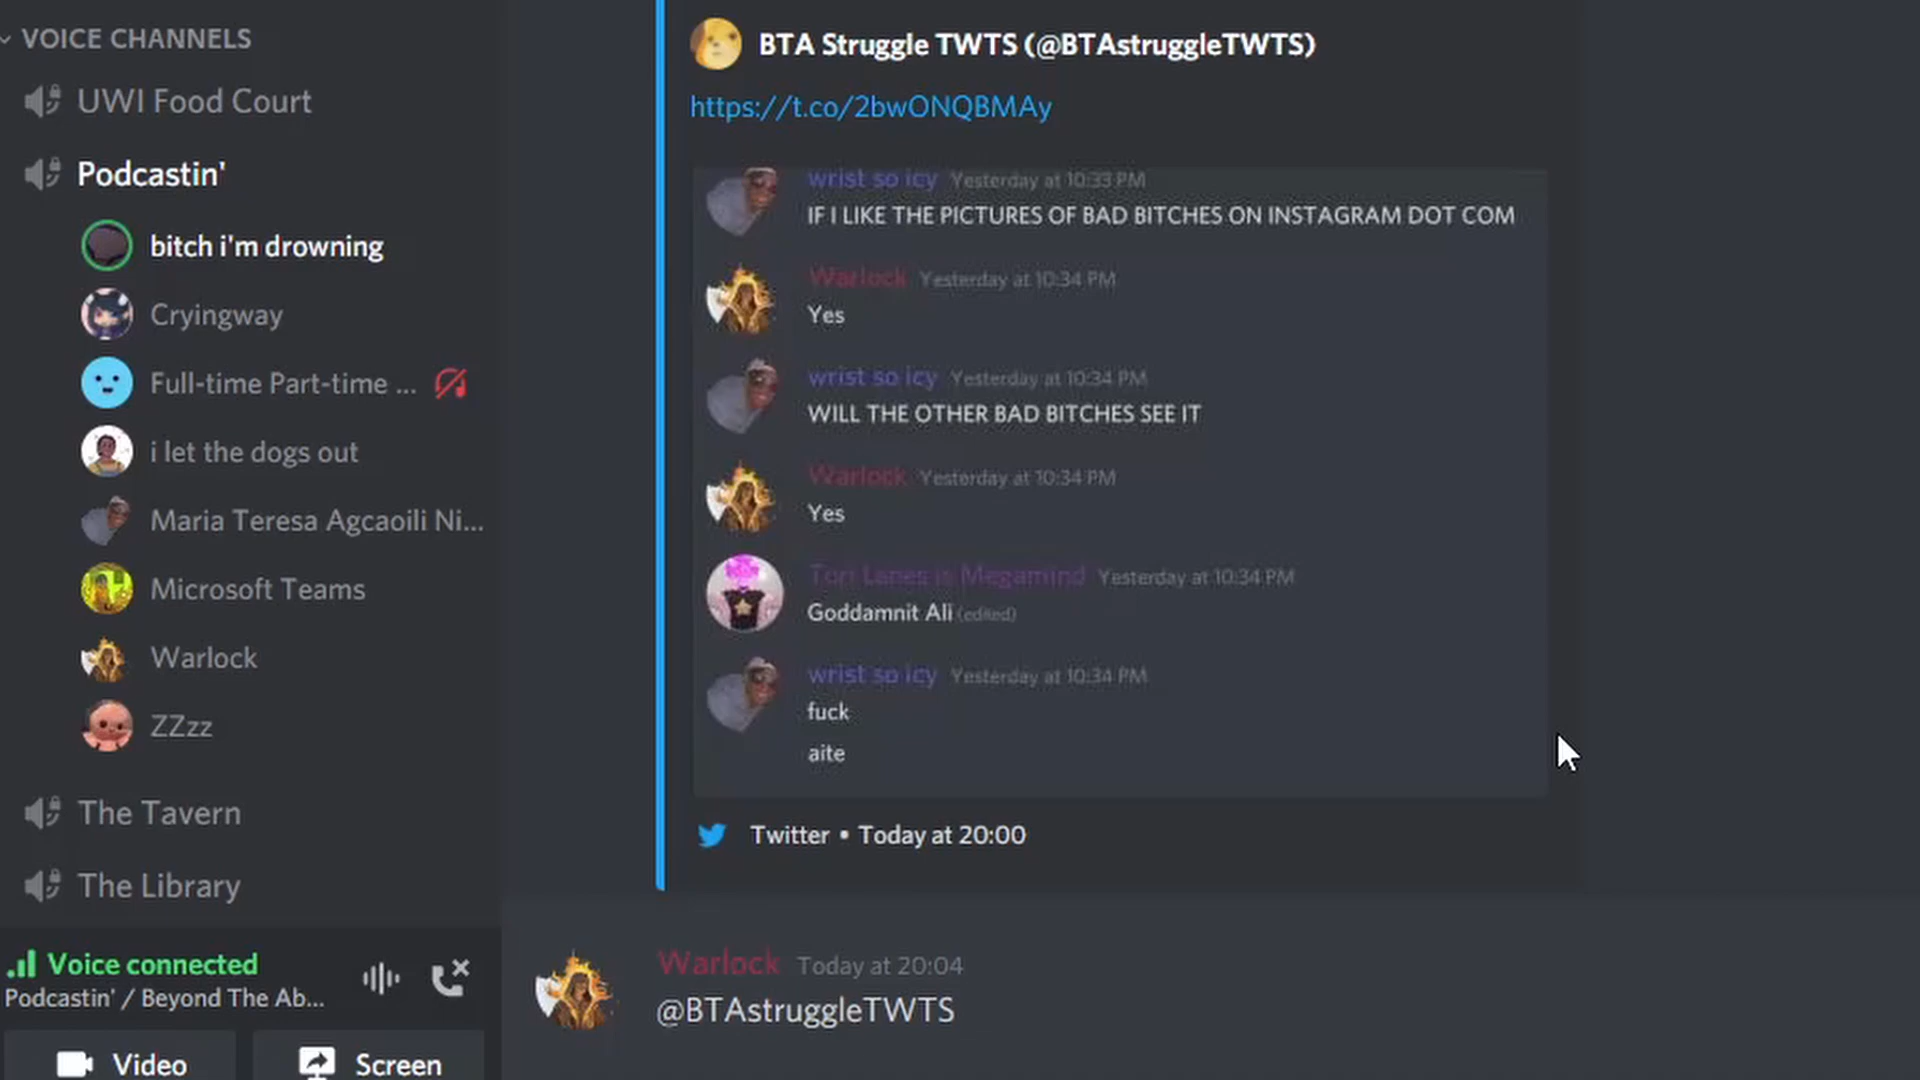 VOICE CHANNELS
UWI Food Court
Podcastin'
bitch i'm drowning
Cryingway
Full-time Part-time ...
i let the dogs out
Maria Teresa Agcaoili Ni...
Microsoft Teams
Warlock
ZZzz
The Tavern
The Library
Voice connected
Podcastin' / Beyond The Ab...
Video
Screen
BTA Struggle TWTS (@BTAstruggleTWTS)
https://t.co/2bwONQBMAy
wrist so icy Yesterday at 10:33 PM
IF I LIKE THE PICTURES OF BAD BITCHES ON INSTAGRAM DOT COM
Warlock Yesterday at 10:34 PM
Yes
wrist so icy Yesterday at 10:34 PM
WILL THE OTHER BAD BITCHES SEE IT
Warlock Yesterday at 10:34 PM
Yes
Tori Lanes is Megamind Yesterday at 10:34 PM
Goddamnit Ali (edited)
wrist so icy Yesterday at 10:34 PM
fuck
aite
Twitter • Today at 20:00
Warlock Today at 20:04
@BTAstruggleTWTS